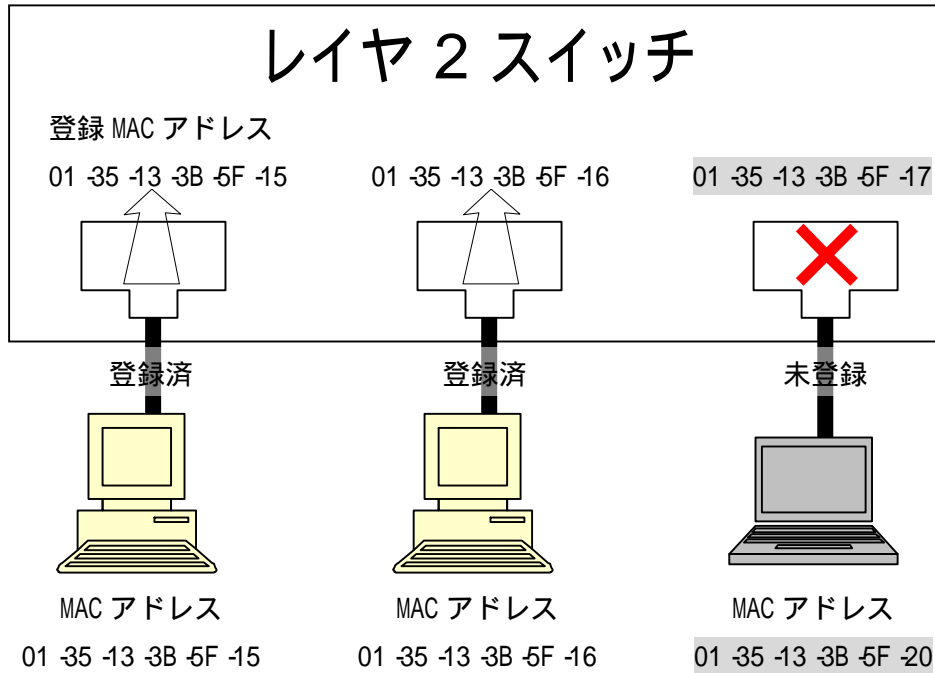 レイヤ2スイッチ
登録 MAC アドレス
01 -35 -13 -3B -5F -15
01 -35 -13 -3B -5F -16
01 -35 -13 -3B -5F -17
登録済
登録済
未登録
MAC アドレス
MAC アドレス
MAC アドレス
01 -35 -13 -3B -5F -15
01 -35 -13 -3B -5F -16
01 -35 -13 -3B -5F -20